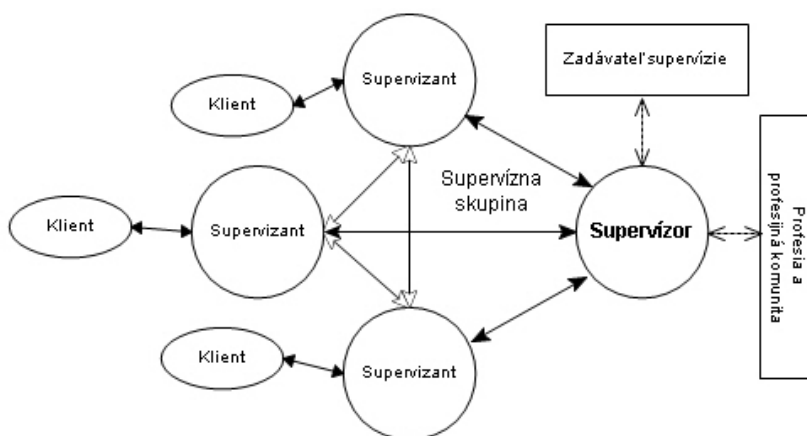 Zadávateľ supervízie
Supervizant
Klient
Supervízna
skupina
Klient
Supervizant
Supervízor
Profesia a
profesijná komunita
Klient
Supervizant